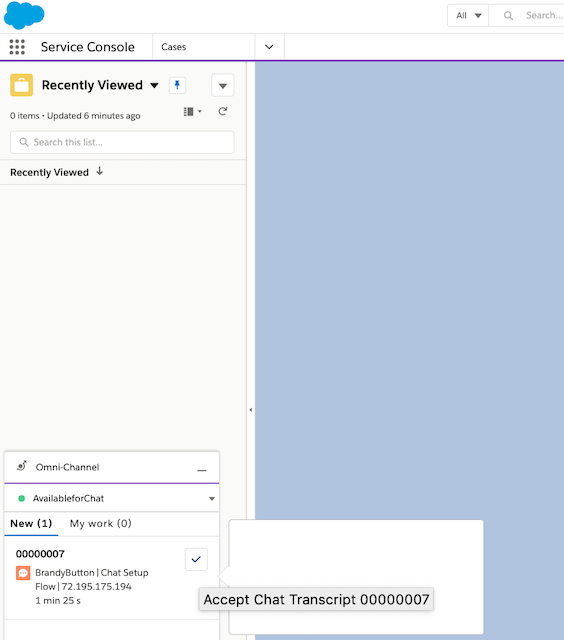 All
Search...
Service Console
Cases
Recently Viewed
0 items • Updated 6 minutes ago
Search this list...
Recently Viewed
Omni-Channel
AvailableforChat
New (1)
My work (0)
00000007
BrandyButton | Chat Setup
Flow | 72.195.175.194
1 min 25 s
Accept Chat Transcript 00000007